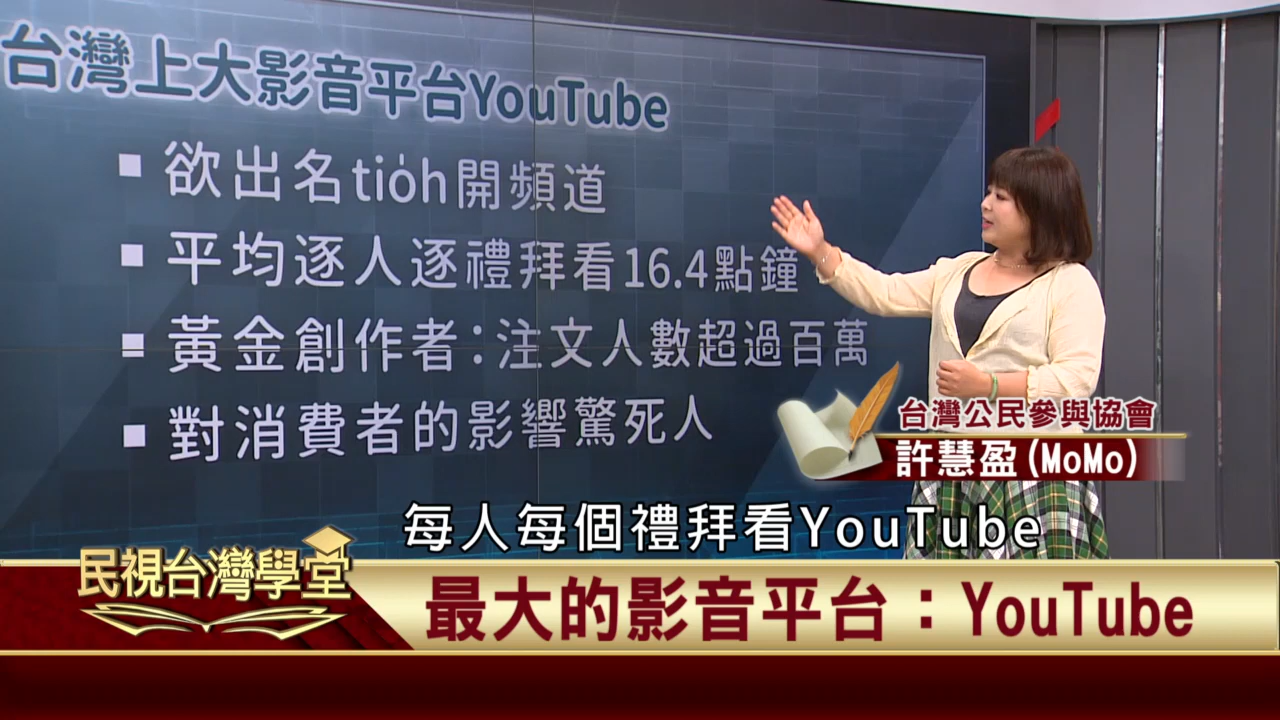 台灣上大影音平台YouTube
▪ 欲出名tio̍h開頻道
▪ 平均逐人逐禮拜看16.4點鐘
▪ 黃金創作者：注文人數超過百萬
▪ 對消費者的影響驚死人
台灣公民參與協會
許慧盈(MoMo)
每人每個禮拜看YouTube
民視台灣學堂
最大的影音平台：YouTube